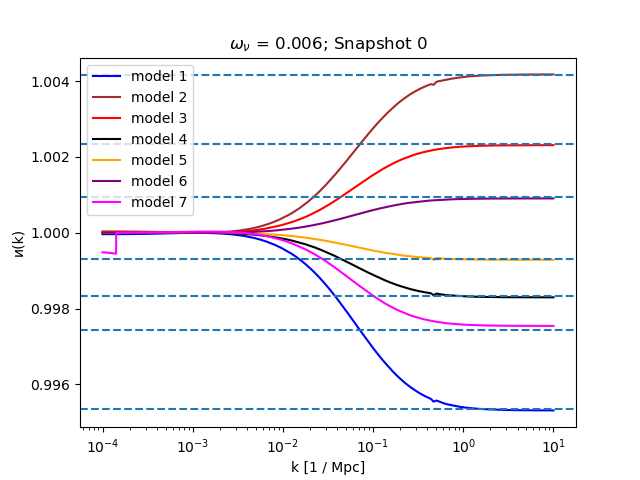 ων = 0.006; Snapshot 0
1.004
1.002
1.000
0.998
0.996
и(k)
model 1
model 2
model 3
model 4
model 5
model 6
model 7
10⁻⁴
10⁻³
10⁻²
10⁻¹
10⁰
10¹
k [1 / Mpc]